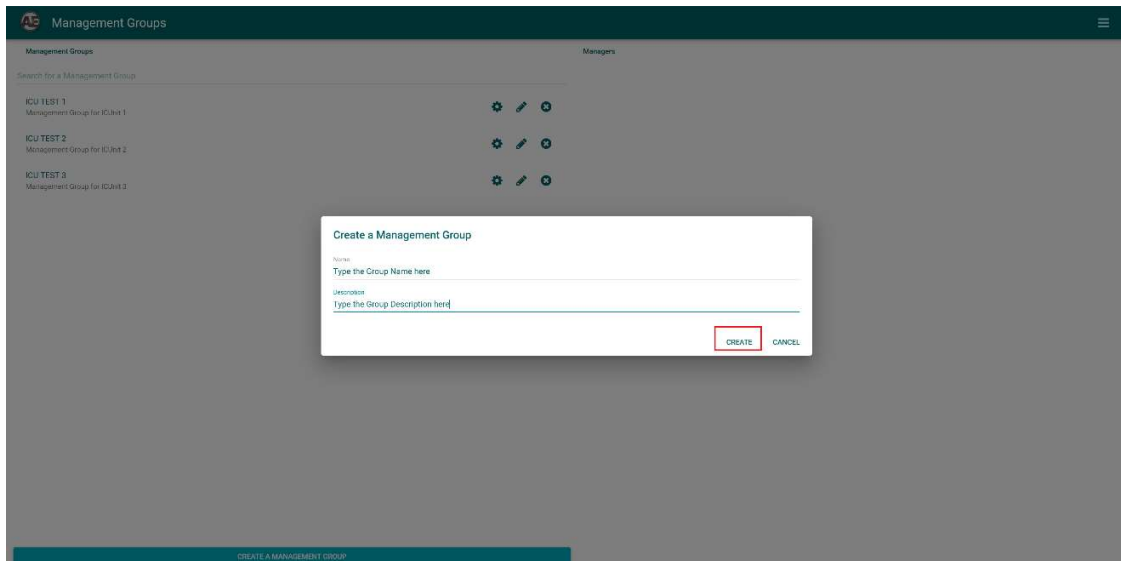 Management Groups
Management Groups
Managers
Search for a Management Group
ICU TEST 1
Management Group for ICUnit 1
ICU TEST 2
Management Group for ICUnit 2
ICU TEST 3
Management Group for ICUnit 3
Create a Management Group
Name
Type the Group Name here
Description
Type the Group Description here
CREATE CANCEL
CREATE A MANAGEMENT GROUP